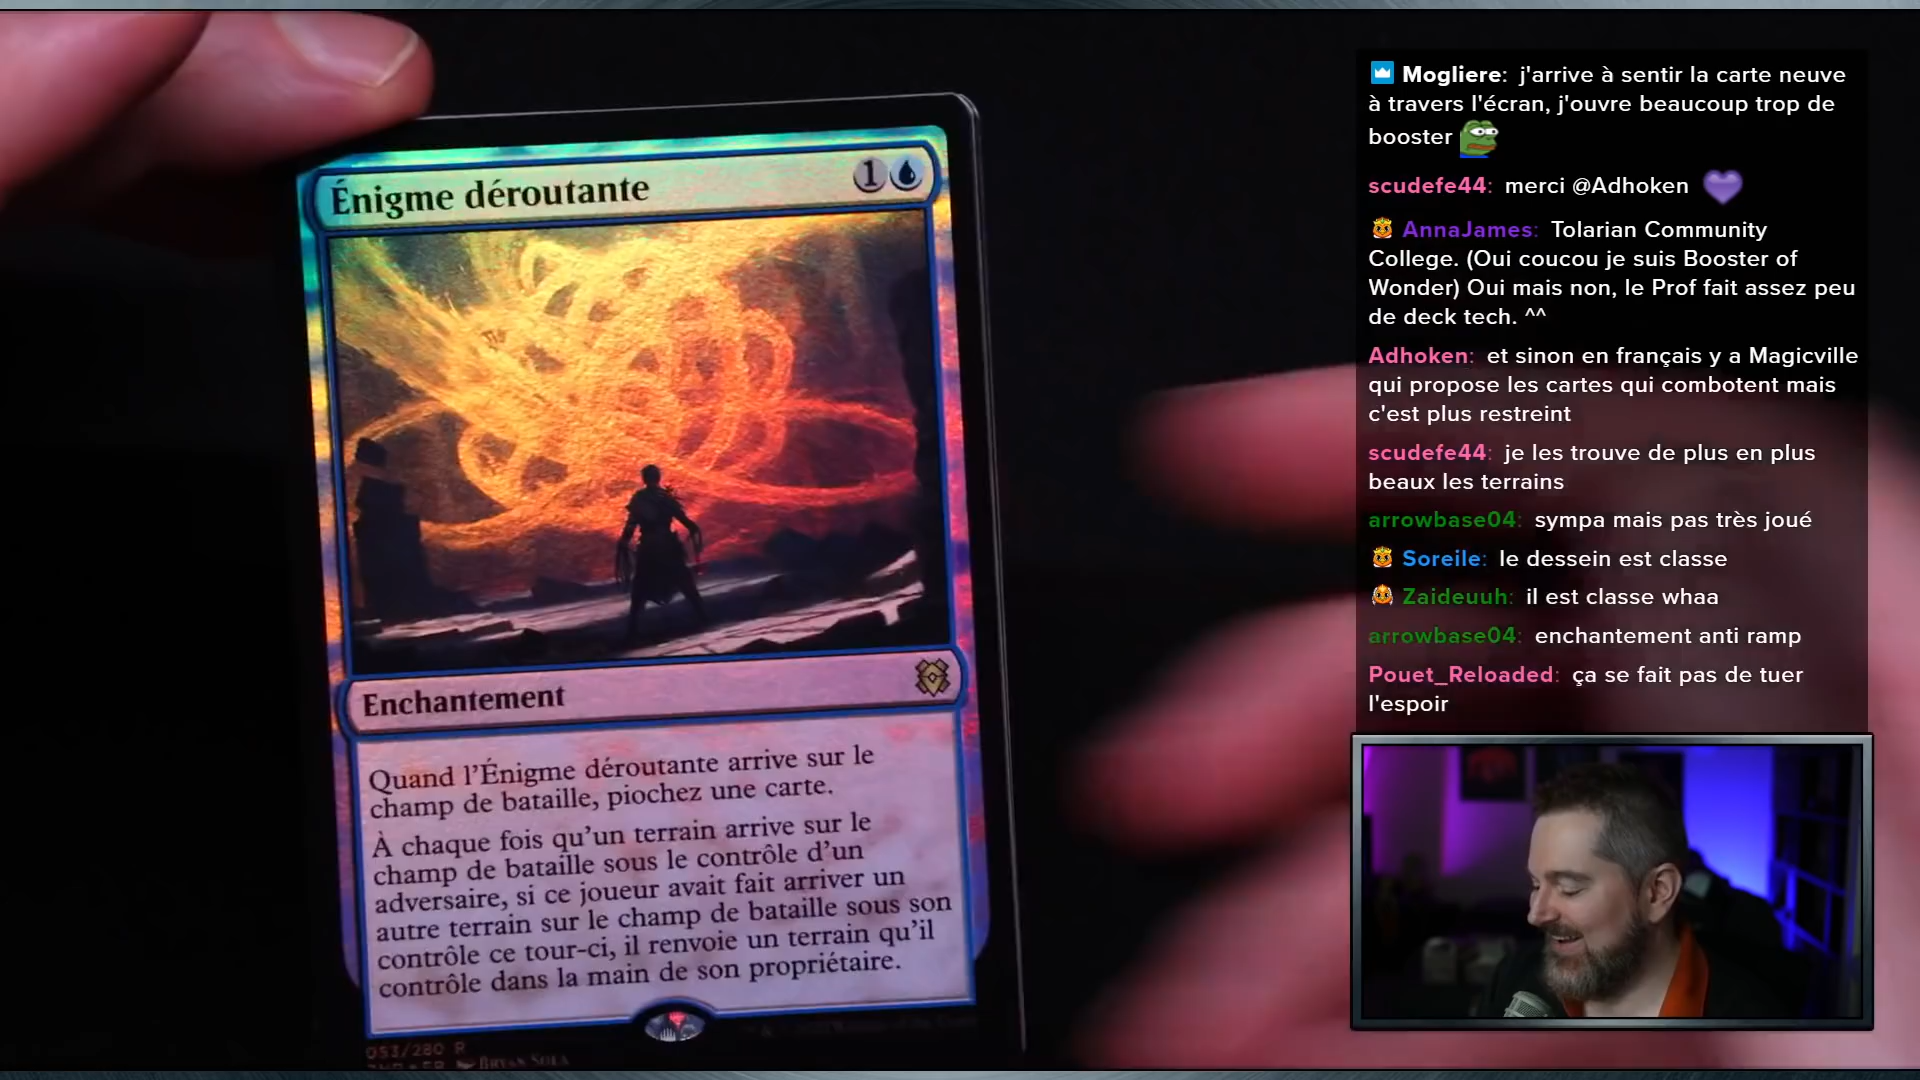 Énigme déroutante
1
Enchantement
Quand l'Énigme déroutante arrive sur le
champ de bataille, piochez une carte.
À chaque fois qu'un terrain arrive sur le
champ de bataille sous le contrôle d'un
adversaire, si ce joueur avait fait arriver un
autre terrain sur le champ de bataille sous son
contrôle ce tour-ci, il renvoie un terrain qu'il
contrôle dans la main de son propriétaire.
053/280 R
BRYAN SOLA
Mogliere: j'arrive à sentir la carte neuve
à travers l'écran, j'ouvre beaucoup trop de
booster
scudefe44: merci @Adhoken
AnnaJames: Tolarian Community
College. (Oui coucou je suis Booster of
Wonder) Oui mais non, le Prof fait assez peu
de deck tech. ^^
Adhoken: et sinon en français y a Magicville
qui propose les cartes qui combotent mais
c'est plus restreint
scudefe44: je les trouve de plus en plus
beaux les terrains
arrowbase04: sympa mais pas très joué
Soreile: le dessein est classe
Zaideuuh: il est classe whaa
arrowbase04: enchantement anti ramp
Pouet_Reloaded: ça se fait pas de tuer
l'espoir